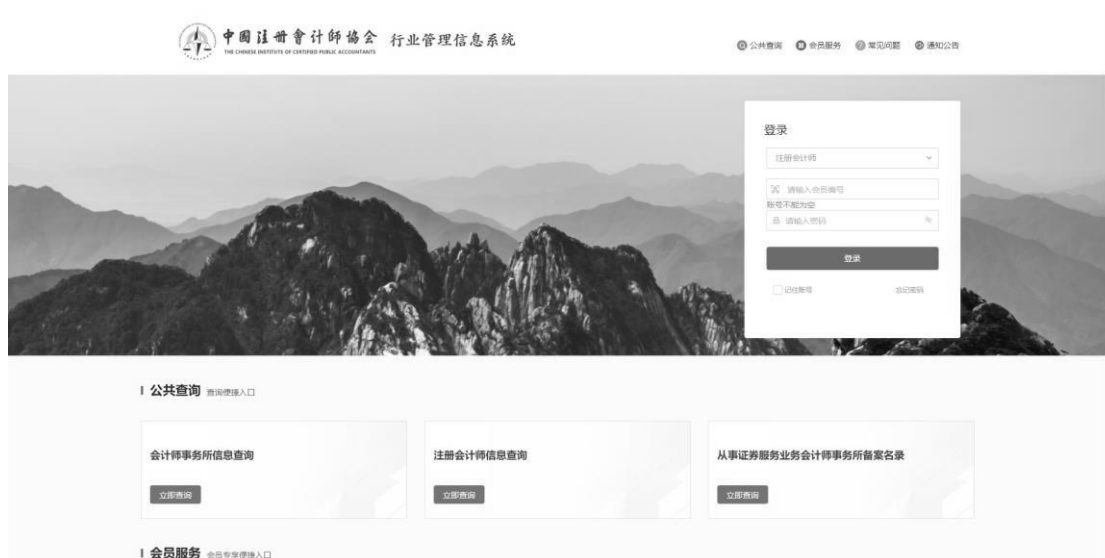 中國註冊會計師協会 行业管理信息系统
THE CHINESE INSTITUTE OF CERTIFIED PUBLIC ACCOUNTANTS
公共查询 会员服务 常见问题 通知公告
登录
注册会计师
请输入会员编号
账号不能为空
请输入密码
登录
记住账号 忘记密码
公共查询 查询便捷入口
会计师事务所信息查询
立即查询
注册会计师信息查询
立即查询
从事证券服务业务会计师事务所备案名录
立即查询
会员服务 会员专享便捷入口